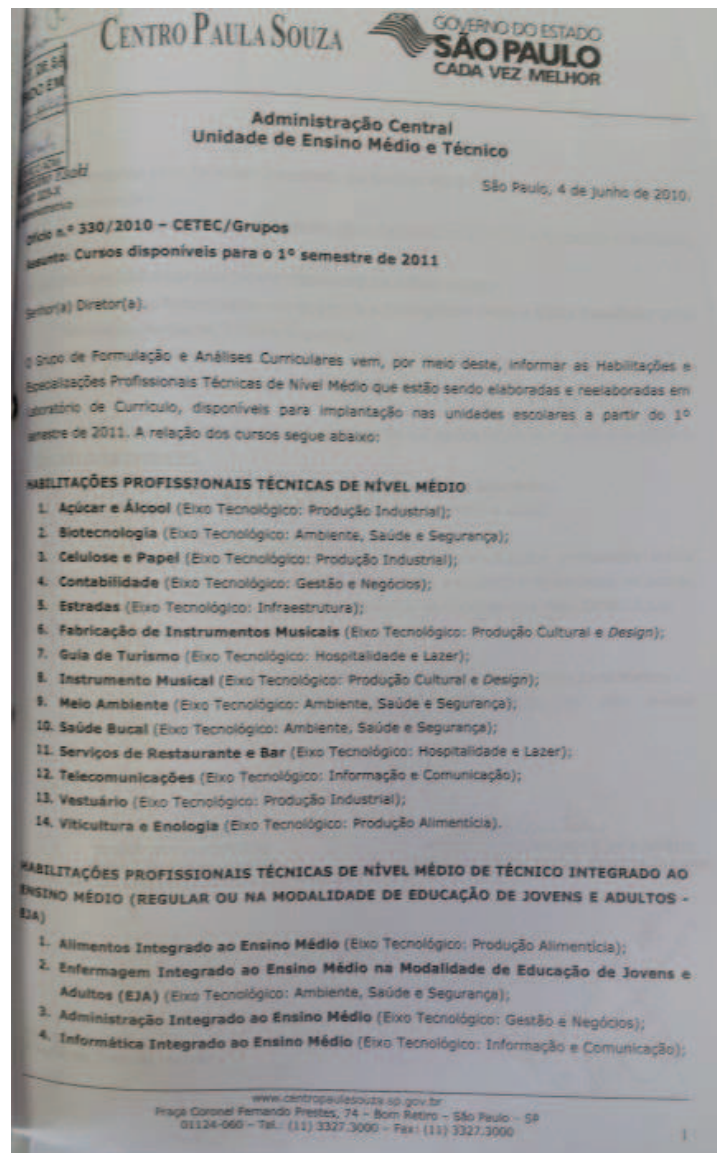 CENTRO PAULA SOUZA
GOVERNO DO ESTADO
SÃO PAULO
CADA VEZ MELHOR
DE SÃ
DO EM
Administração Central
Unidade de Ensino Médio e Técnico
São Paulo, 4 de junho de 2010.
Ofício n.º 330/2010 – CETEC/Grupos
Assunto: Cursos disponíveis para o 1º semestre de 2011
Senhor(a) Diretor(a).
O Grupo de Formulação e Análises Curriculares vem, por meio deste, informar as Habilitações e
Especializações Profissionais Técnicas de Nível Médio que estão sendo elaboradas e reelaboradas em
Laboratório de Currículo, disponíveis para implantação nas unidades escolares a partir do 1º
semestre de 2011. A relação dos cursos segue abaixo:
HABILITAÇÕES PROFISSIONAIS TÉCNICAS DE NÍVEL MÉDIO
1. Açúcar e Álcool (Eixo Tecnológico: Produção Industrial);
2. Biotecnologia (Eixo Tecnológico: Ambiente, Saúde e Segurança);
3. Celulose e Papel (Eixo Tecnológico: Produção Industrial);
4. Contabilidade (Eixo Tecnológico: Gestão e Negócios);
5. Estradas (Eixo Tecnológico: Infraestrutura);
6. Fabricação de Instrumentos Musicais (Eixo Tecnológico: Produção Cultural e Design);
7. Guia de Turismo (Eixo Tecnológico: Hospitalidade e Lazer);
8. Instrumento Musical (Eixo Tecnológico: Produção Cultural e Design);
9. Meio Ambiente (Eixo Tecnológico: Ambiente, Saúde e Segurança);
10. Saúde Bucal (Eixo Tecnológico: Ambiente, Saúde e Segurança);
11. Serviços de Restaurante e Bar (Eixo Tecnológico: Hospitalidade e Lazer);
12. Telecomunicações (Eixo Tecnológico: Informação e Comunicação);
13. Vestuário (Eixo Tecnológico: Produção Industrial);
14. Viticultura e Enologia (Eixo Tecnológico: Produção Alimentícia).
HABILITAÇÕES PROFISSIONAIS TÉCNICAS DE NÍVEL MÉDIO DE TÉCNICO INTEGRADO AO
ENSINO MÉDIO (REGULAR OU NA MODALIDADE DE EDUCAÇÃO DE JOVENS E ADULTOS -
EJA)
1. Alimentos Integrado ao Ensino Médio (Eixo Tecnológico: Produção Alimentícia);
2. Enfermagem Integrado ao Ensino Médio na Modalidade de Educação de Jovens e
Adultos (EJA) (Eixo Tecnológico: Ambiente, Saúde e Segurança);
3. Administração Integrado ao Ensino Médio (Eixo Tecnológico: Gestão e Negócios);
4. Informática Integrado ao Ensino Médio (Eixo Tecnológico: Informação e Comunicação);
www.centropaulasouza.sp.gov.br
Praça Coronel Fernando Prestes, 74 – Bom Retiro – São Paulo – SP
01124-060 – Tel.: (11) 3327.3000 – Fax: (11) 3327.3000
1